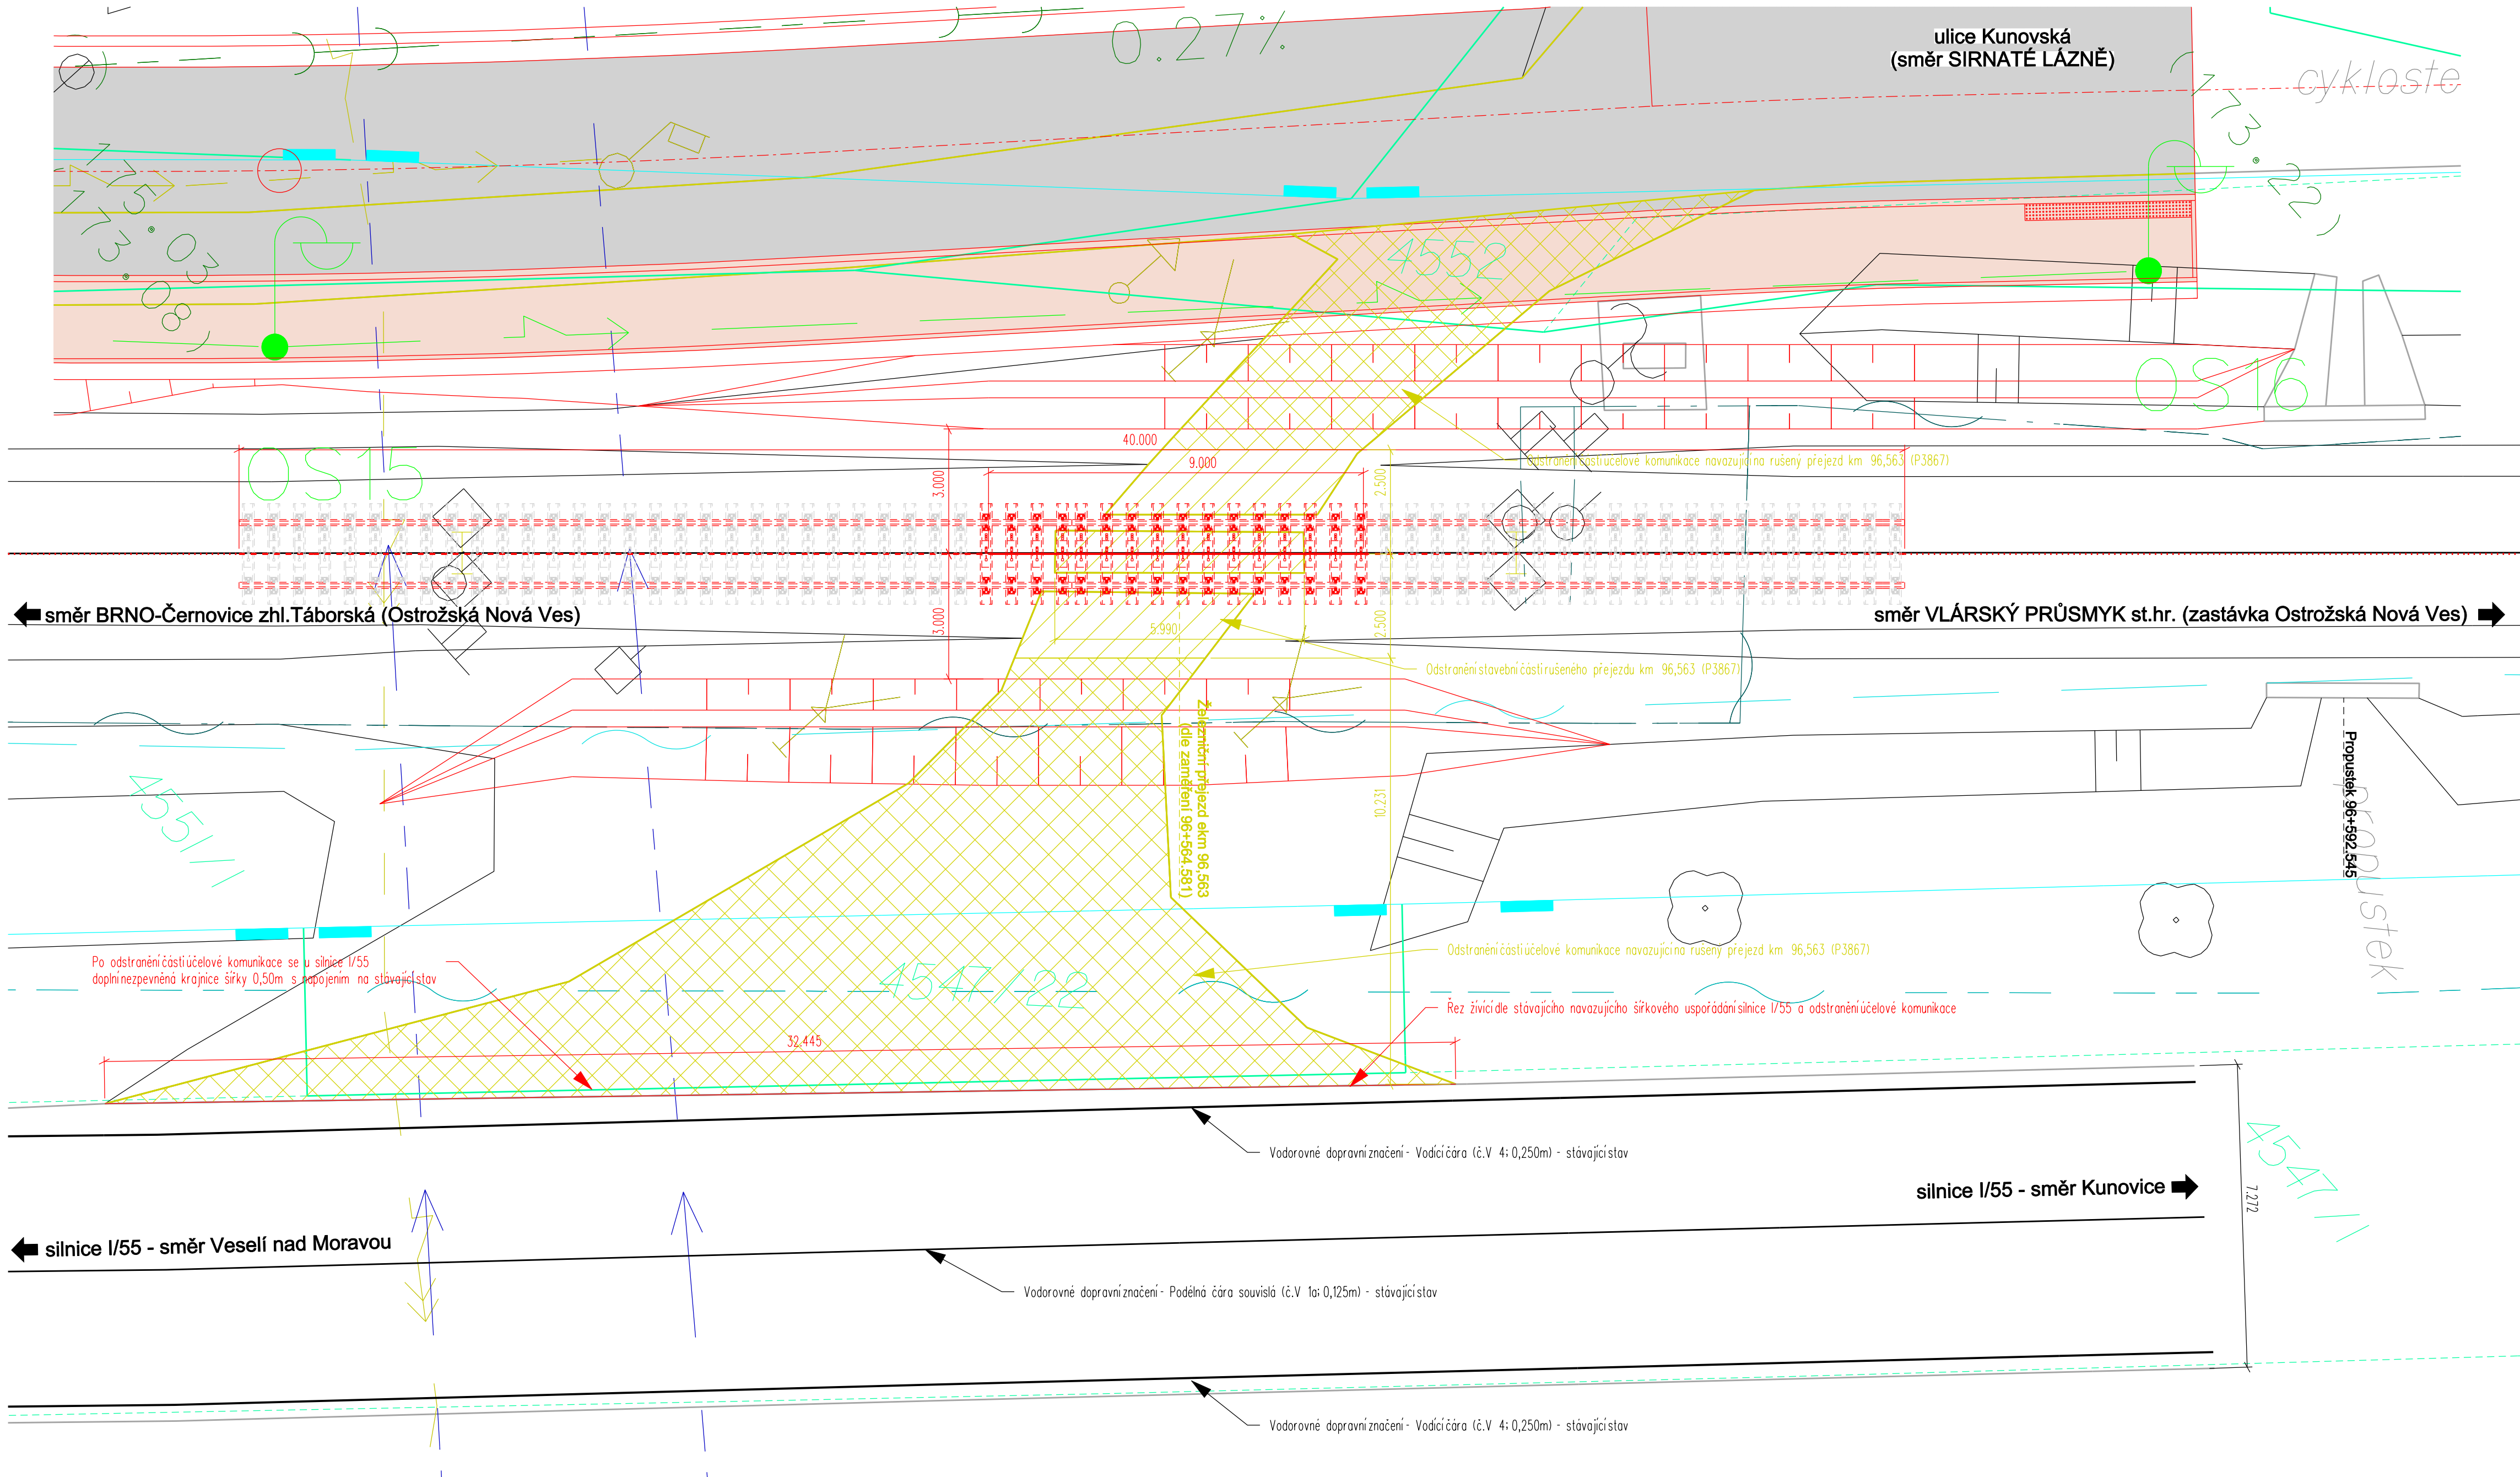 0.27%
ulice Kunovská
(směr SIRNATÉ LÁZNĚ)
cykloste
175.03
173.08)
173.22)
4552
OS16
OS15
40.000
9.000
3.000
2.500
Odstranění části účelové komunikace navazující na rušený přejezd km 96,563 (P3867)
směr BRNO-Černovice zhl.Táborská (Ostrožská Nová Ves)
směr VLÁRSKÝ PRŮSMYK st.hr. (zastávka Ostrožská Nová Ves)
3.000
5.990
2.500
Odstranění stavební části rušeného přejezdu km 96,563 (P3867)
Železniční přejezd ekm 96,563
(dle zaměření 96+564.581)
10.231
Propustek 96+592.545
propustek
4551/1
Odstranění části účelové komunikace navazující na rušený přejezd km 96,563 (P3867)
Po odstranění části účelové komunikace se u silnice I/55
doplní nezpevněná krajnice šířky 0,50m s napojením na stávající stav
4547/22
Řez živicí dle stávajícího navazujícího šířkového uspořádání silnice I/55 a odstranění účelové komunikace
32.445
Vodorovné dopravní značení - Vodící čára (č.V 4; 0,250m) - stávající stav
4547/1
silnice I/55 - směr Kunovice
7.272
silnice I/55 - směr Veselí nad Moravou
Vodorovné dopravní značení - Podélná čára souvislá (č.V 1a; 0,125m) - stávající stav
Vodorovné dopravní značení - Vodící čára (č.V 4; 0,250m) - stávající stav